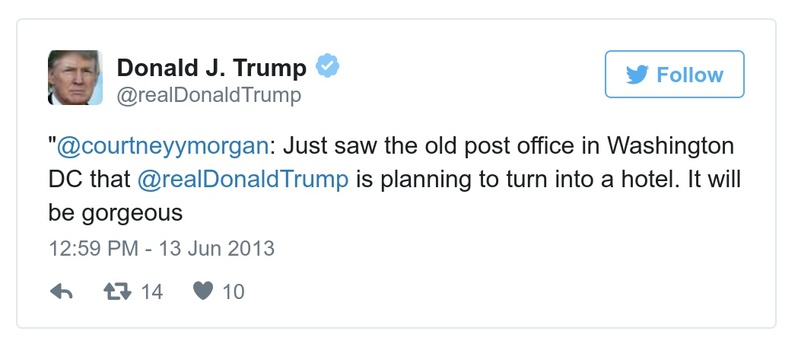 Donald J. Trump
@realDonaldTrump
Follow
"@courtneyymorgan: Just saw the old post office in Washington
DC that @realDonaldTrump is planning to turn into a hotel. It will
be gorgeous
12:59 PM - 13 Jun 2013
14 10